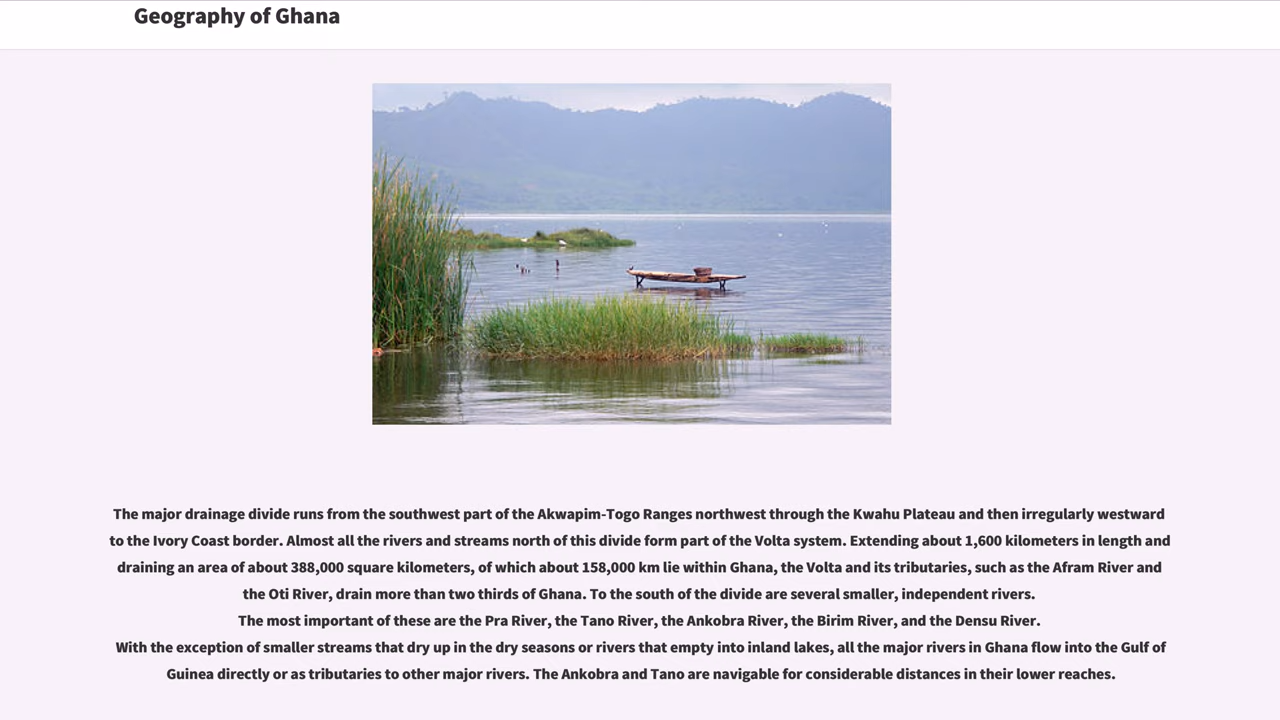 Geography of Ghana
The major drainage divide runs from the southwest part of the Akwapim-Togo Ranges northwest through the Kwahu Plateau and then irregularly westward
to the Ivory Coast border. Almost all the rivers and streams north of this divide form part of the Volta system. Extending about 1,600 kilometers in length and
draining an area of about 388,000 square kilometers, of which about 158,000 km lie within Ghana, the Volta and its tributaries, such as the Afram River and
the Oti River, drain more than two thirds of Ghana. To the south of the divide are several smaller, independent rivers.
The most important of these are the Pra River, the Tano River, the Ankobra River, the Birim River, and the Densu River.
With the exception of smaller streams that dry up in the dry seasons or rivers that empty into inland lakes, all the major rivers in Ghana flow into the Gulf of
Guinea directly or as tributaries to other major rivers. The Ankobra and Tano are navigable for considerable distances in their lower reaches.